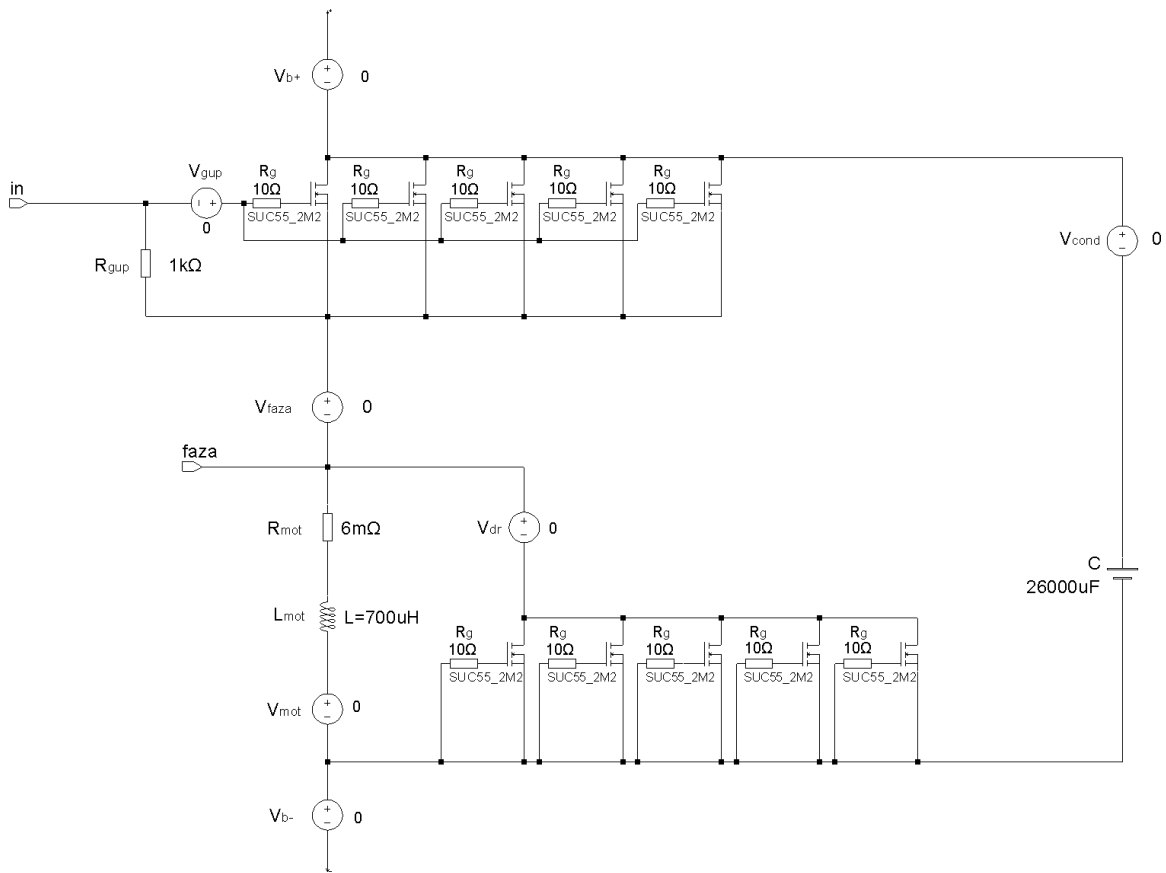 Vb+ 0
in
Vgup
0
Rg Rg Rg Rg Rg
10Ω 10Ω 10Ω 10Ω 10Ω
SUC55_2M2 SUC55_2M2 SUC55_2M2 SUC55_2M2 SUC55_2M2
Vcond 0
Rgup 1kΩ
Vfaza 0
faza
Rmot 6mΩ
Vdr 0
C
26000uF
Lmot L=700uH
Rg Rg Rg Rg Rg
10Ω 10Ω 10Ω 10Ω 10Ω
SUC55_2M2 SUC55_2M2 SUC55_2M2 SUC55_2M2 SUC55_2M2
Vmot 0
Vb- 0